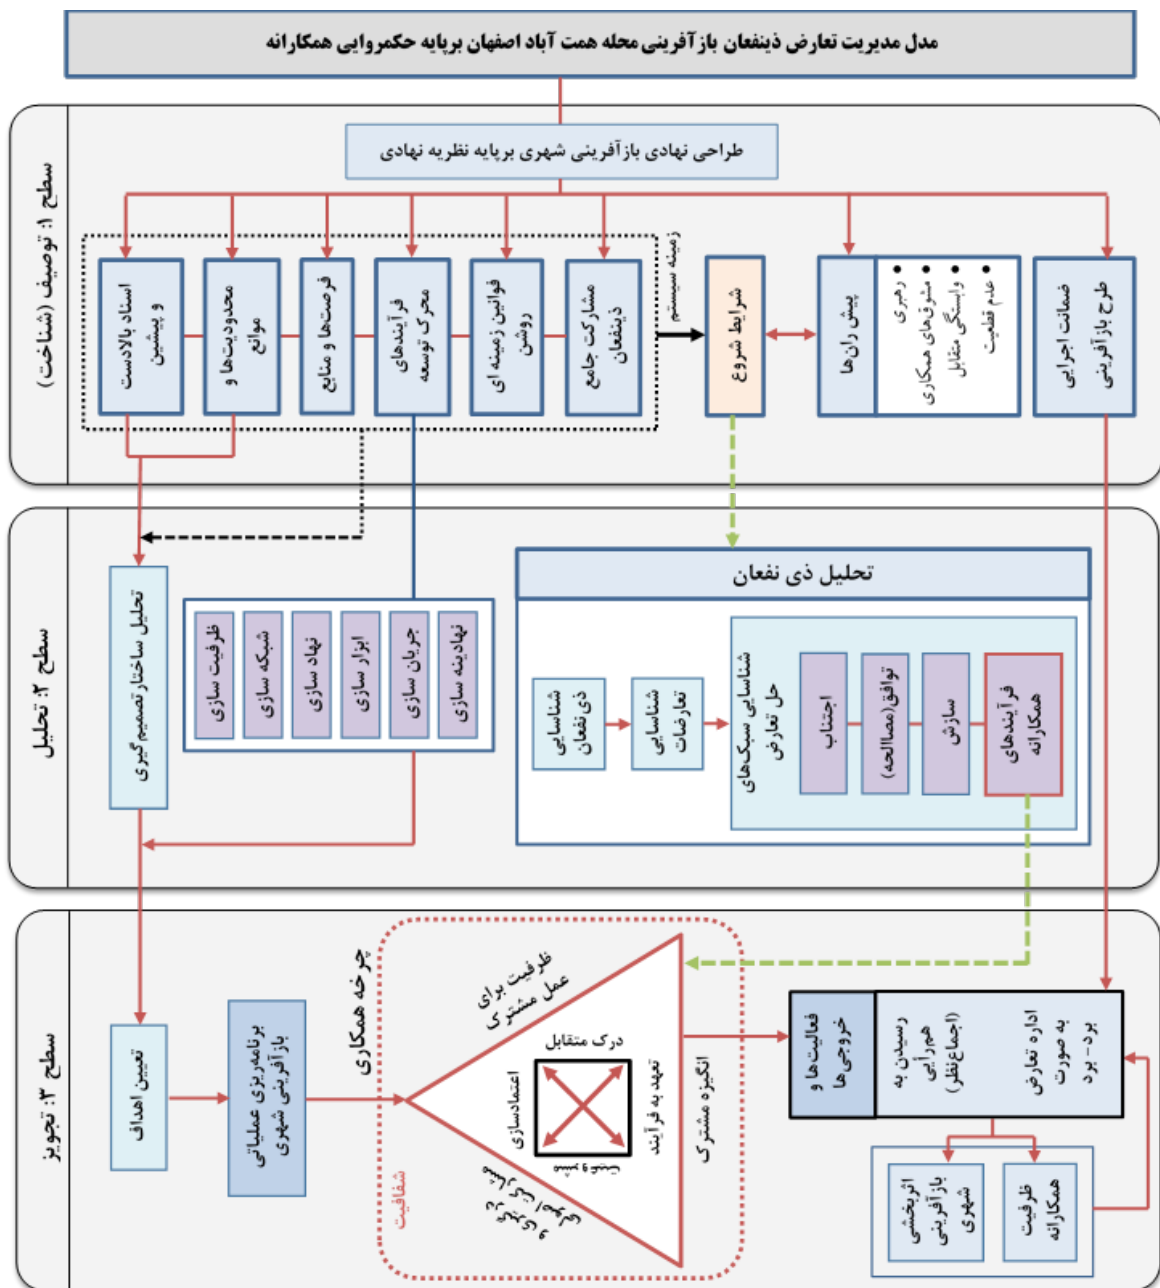 مدل مدیریت تعارض ذینفعان بازآفرینی محله همت آباد اصفهان برپایه حکمروایی همکارانه
سطح 1: توصیف (شناخت)
طراحی نهادی بازآفرینی شهری برپایه نظریه نهادی
اسناد بالادست
و پیشین
محدودیت‌ها و
موانع
فرصت‌ها و منابع
فرآیندهای
محرک توسعه
قوانین زمینه ای
روشن
مشارکت جامع
ذینفعان
زمینه سیستم
شرایط شروع
پیش ران‌ها
رهبری
مشوق‌های همکاری
وابستگی متقابل
عدم قطعیت
ضمانت اجرایی
طرح بازآفرینی
سطح ۲: تحلیل
تحلیل ساختار تصمیم گیری
ظرفیت سازی
شبکه سازی
نهاد سازی
ابزار سازی
جریان سازی
نهادینه سازی
تحلیل ذی نفعان
شناسایی
ذی نفعان
شناسایی
تعارضات
شناسایی سبک‌های
حل تعارض
اجتناب
توافق(مصاالحه)
سازش
فرآیندهای
همکارانه
سطح ۳: تجویز
تعیین اهداف
برنامه‌ریزی عملیاتی
بازآفرینی شهری
چرخه همکاری
شفافیت
ظرفیت برای
عمل مشترک
درگیری و
مشارکت اصولی
انگیزه مشترک
درک متقابل
اعتمادسازی
مشروعیت
تعهد به فرآیند
فعالیت‌ها و
خروجی‌ها
رسیدن به
هم‌رایی
(اجماع‌نظر)
اداره تعارض
به صورت
برد-برد
اثربخشی
بازآفرینی
شهری
ظرفیت
همکارانه